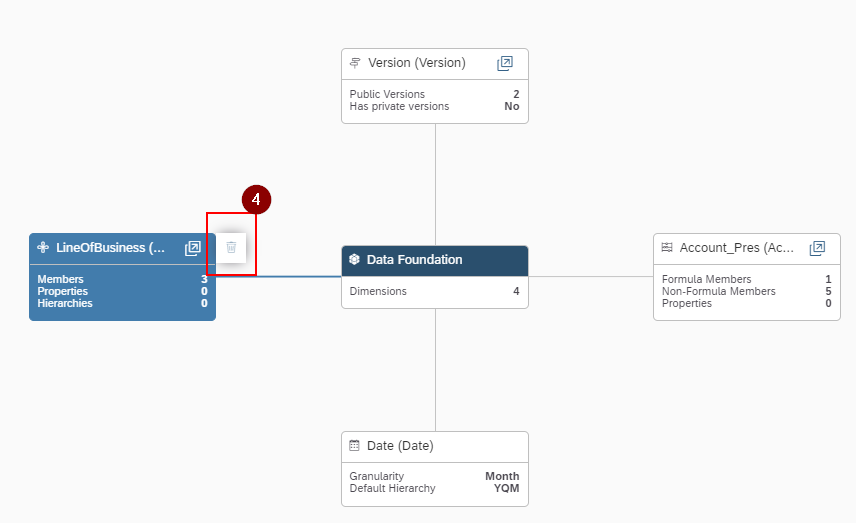 Version (Version)
Public Versions 2
Has private versions No
4
LineOfBusiness (...
Members 3
Properties 0
Hierarchies 0
Data Foundation
Dimensions 4
Account_Pres (Ac...
Formula Members 1
Non-Formula Members 5
Properties 0
Date (Date)
Granularity Month
Default Hierarchy YQM